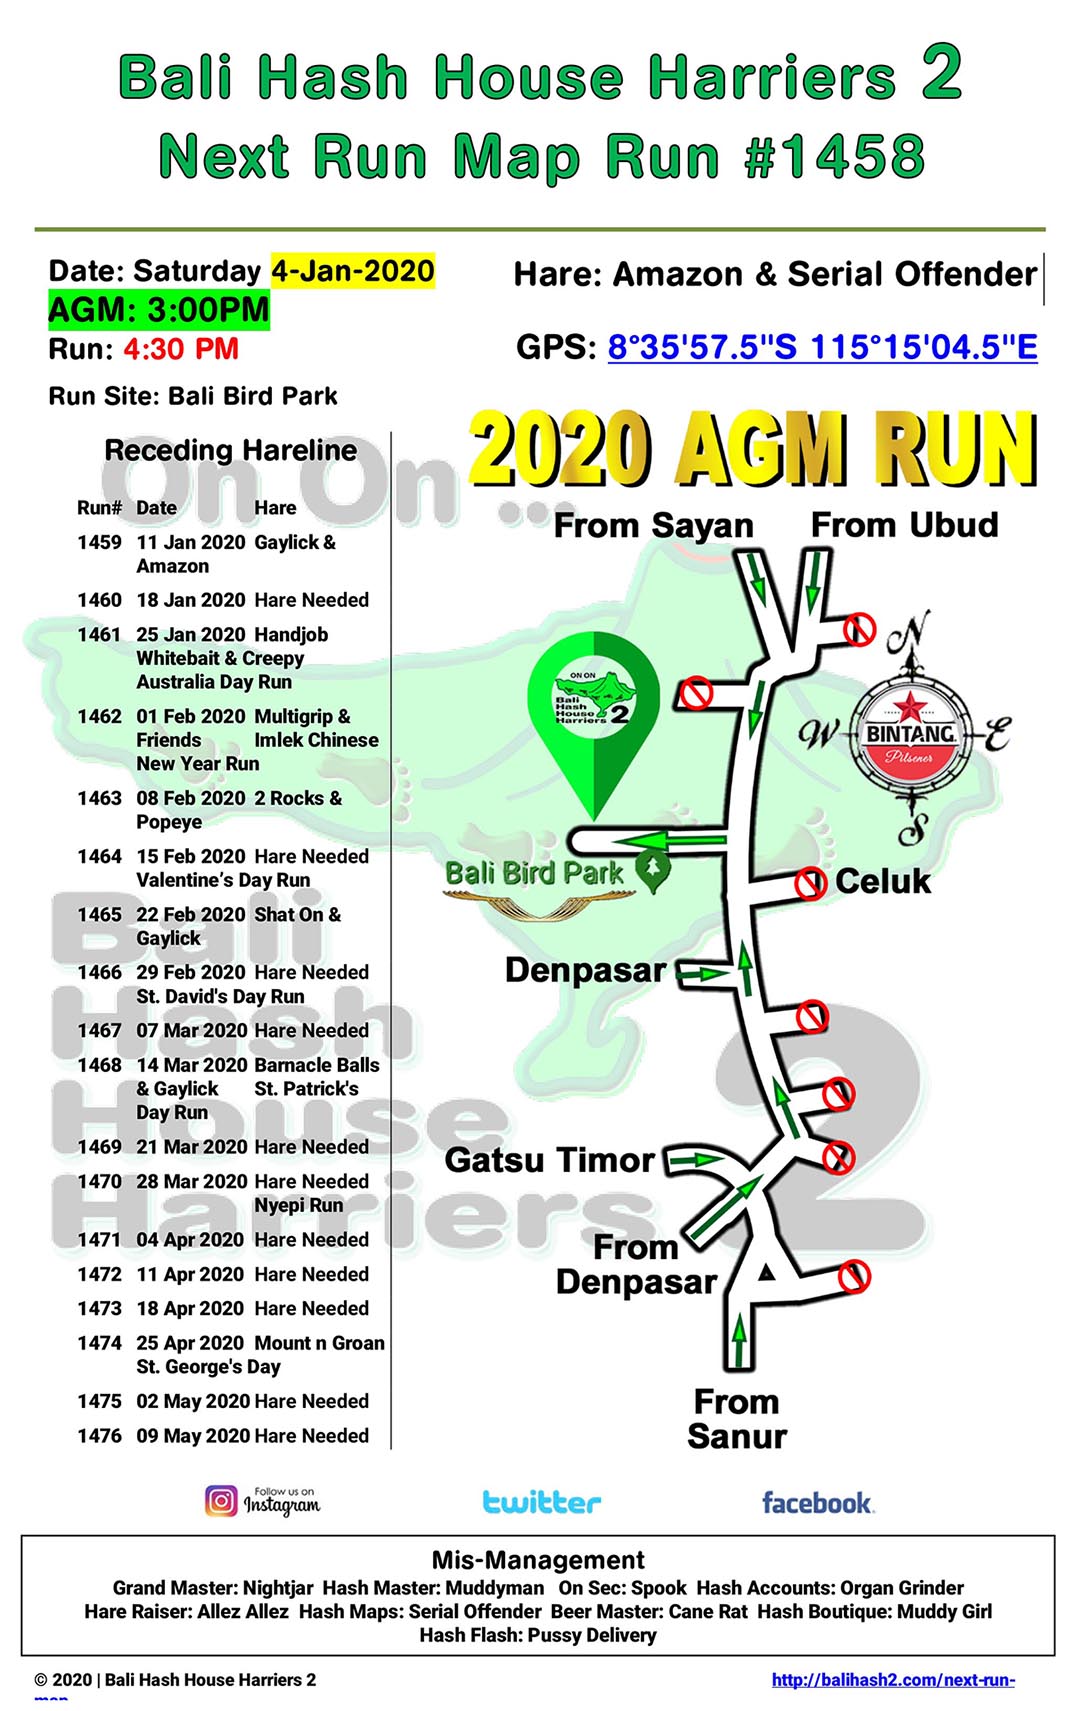 Bali Hash House Harriers 2
Next Run Map Run #1458
Date: Saturday 4-Jan-2020
AGM: 3:00PM
Run: 4:30 PM
Run Site: Bali Bird Park
Hare: Amazon & Serial Offender
GPS: 8°35'57.5"S 115°15'04.5"E
Receding Hareline
Run# Date Hare
1459 11 Jan 2020 Gaylick &
Amazon
1460 18 Jan 2020 Hare Needed
1461 25 Jan 2020 Handjob
Whitebait & Creepy
Australia Day Run
1462 01 Feb 2020 Multigrip &
Friends Imlek Chinese
New Year Run
1463 08 Feb 2020 2 Rocks &
Popeye
1464 15 Feb 2020 Hare Needed
Valentine's Day Run
1465 22 Feb 2020 Shat On &
Gaylick
1466 29 Feb 2020 Hare Needed
St. David's Day Run
1467 07 Mar 2020 Hare Needed
1468 14 Mar 2020 Barnacle Balls
& Gaylick St. Patrick's
Day Run
1469 21 Mar 2020 Hare Needed
1470 28 Mar 2020 Hare Needed
Nyepi Run
1471 04 Apr 2020 Hare Needed
1472 11 Apr 2020 Hare Needed
1473 18 Apr 2020 Hare Needed
1474 25 Apr 2020 Mount n Groan
St. George's Day
1475 02 May 2020 Hare Needed
1476 09 May 2020 Hare Needed
On On ...
Bali
Hash
House
Harriers 2
2020 AGM RUN
From Sayan From Ubud
ON ON
Bali
Hash
House
Harriers 2
N
W E
S
BINTANG
Pilsener
Bali Bird Park
Celuk
Denpasar
Gatsu Timor
From
Denpasar
From
Sanur
Follow us on
Instagram
twitter
facebook
Mis-Management
Grand Master: Nightjar Hash Master: Muddyman On Sec: Spook Hash Accounts: Organ Grinder
Hare Raiser: Allez Allez Hash Maps: Serial Offender Beer Master: Cane Rat Hash Boutique: Muddy Girl
Hash Flash: Pussy Delivery
© 2020 | Bali Hash House Harriers 2
http://balihash2.com/next-run-